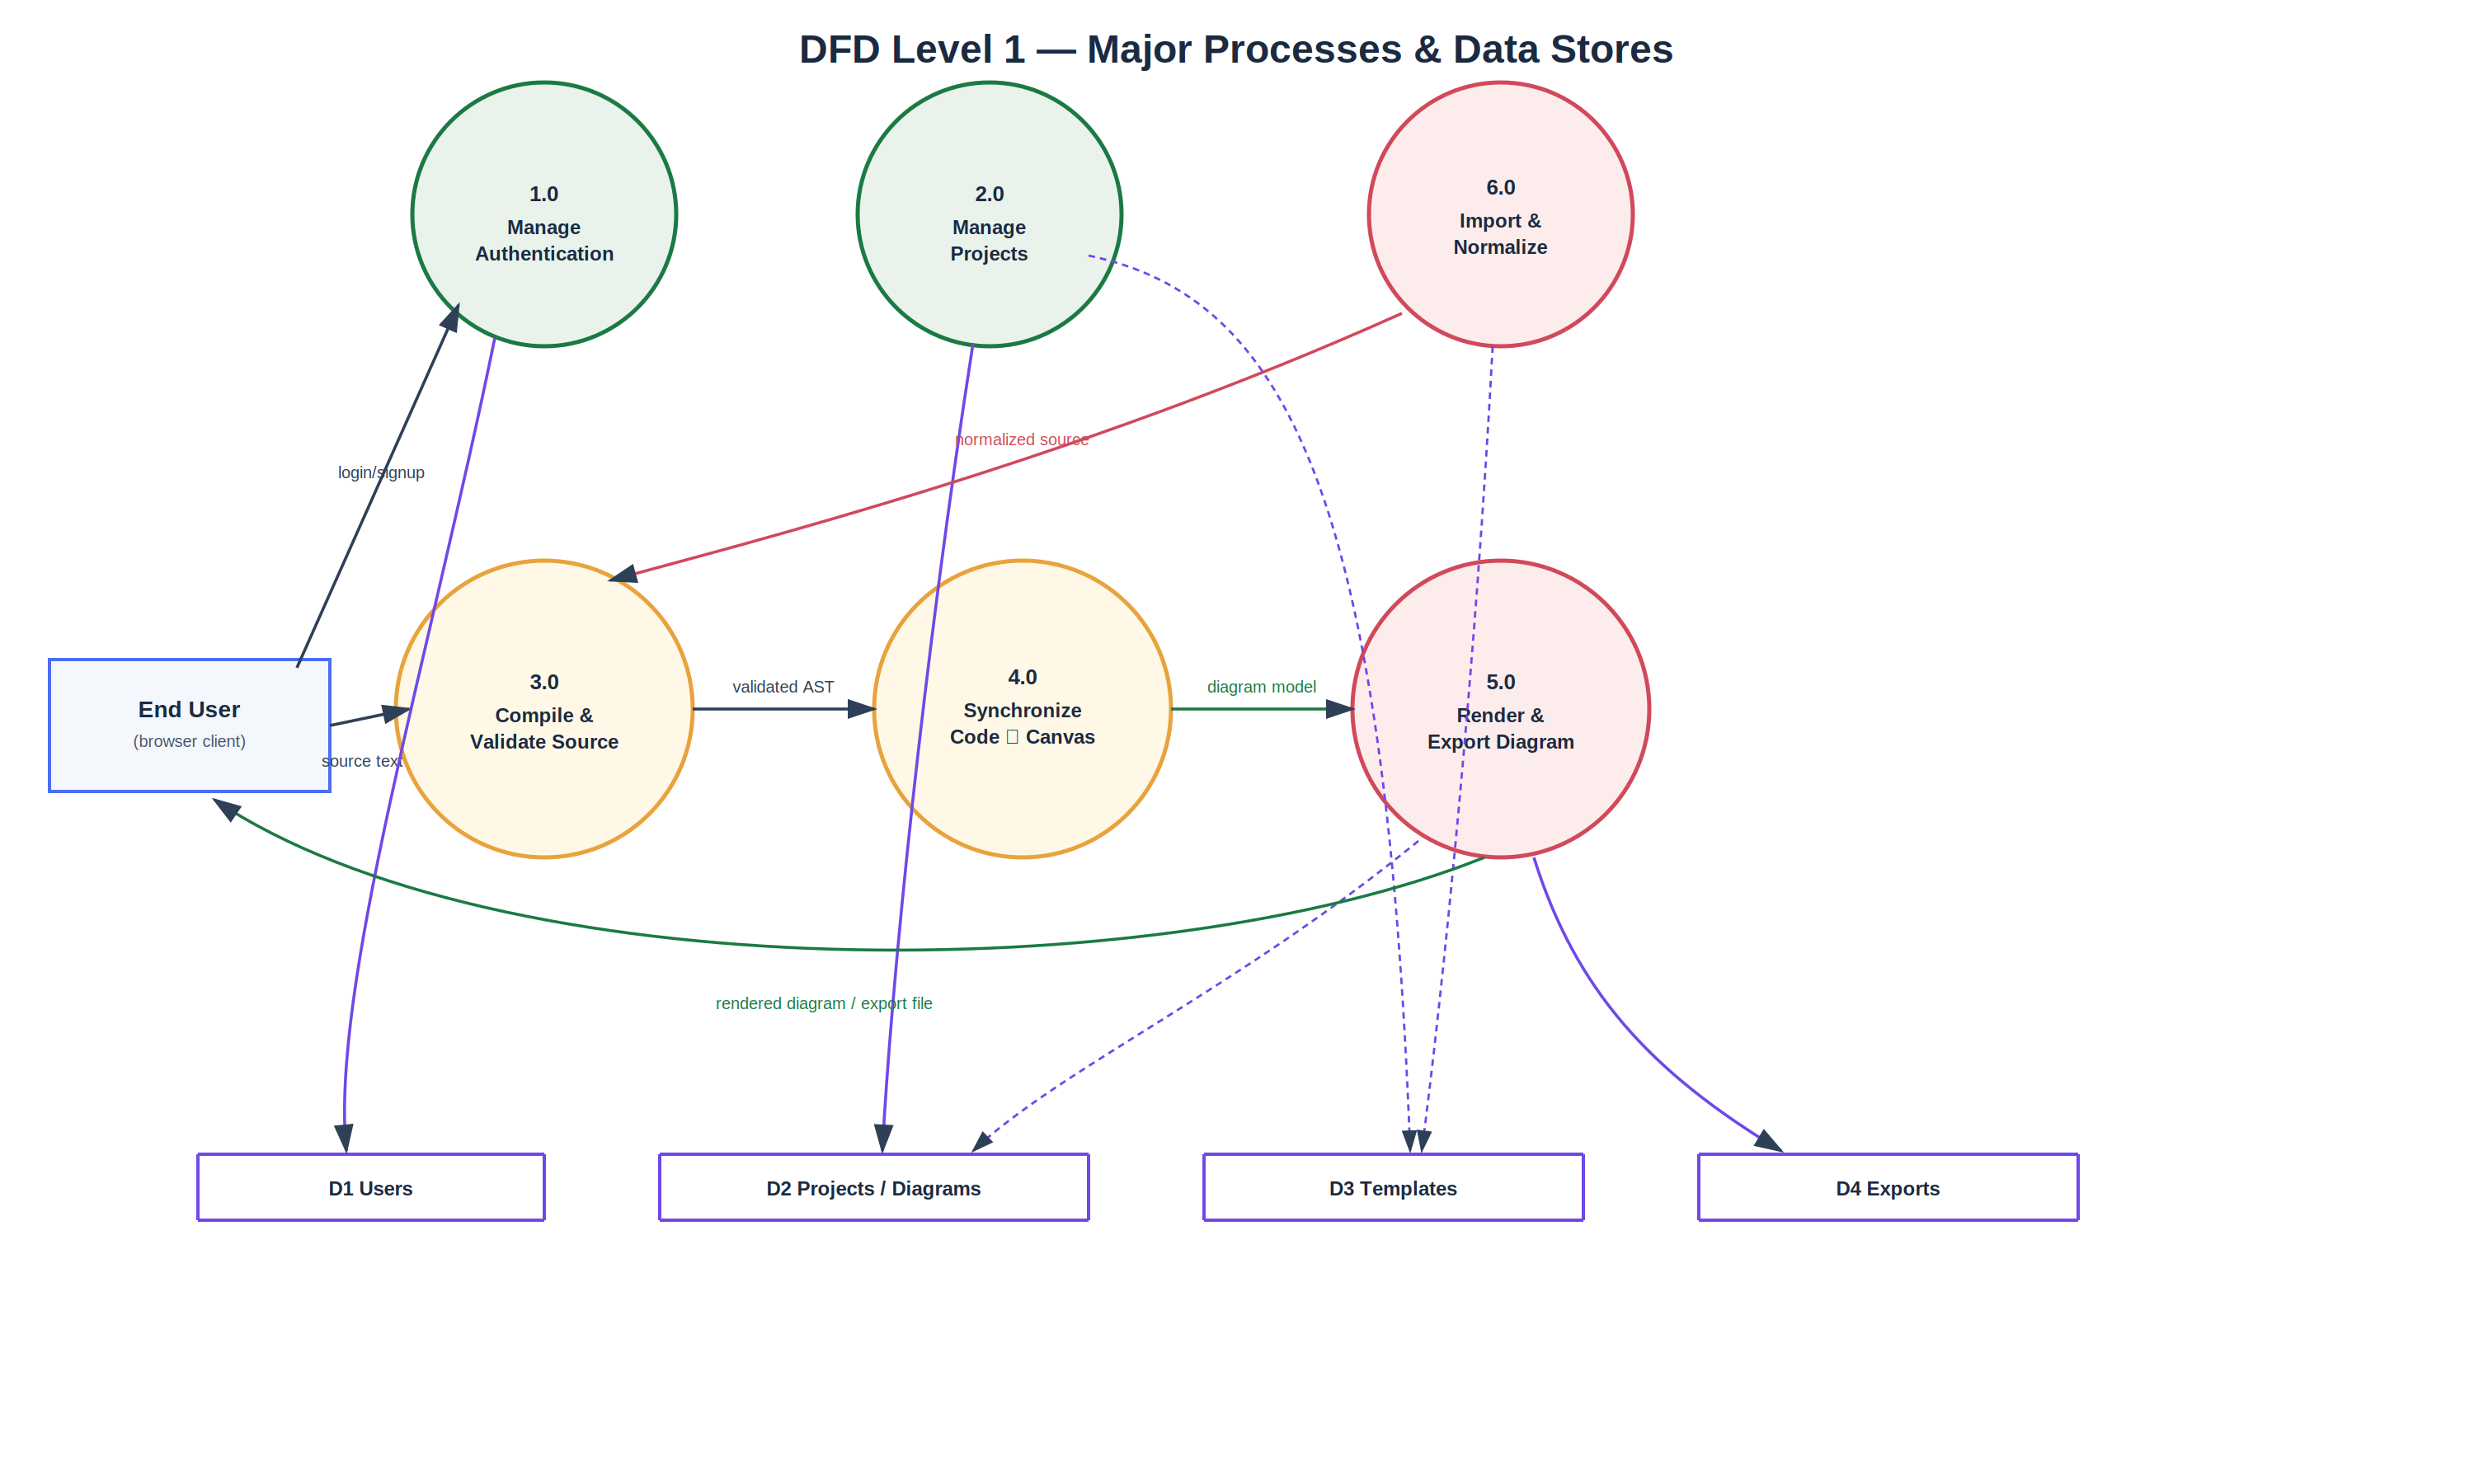 DFD Level 1 — Major Processes & Data Stores
1.0
Manage
Authentication
2.0
Manage
Projects
6.0
Import &
Normalize
normalized source
login/signup
End User
(browser client)
source text
3.0
Compile &
Validate Source
validated AST
4.0
Synchronize
Code □ Canvas
diagram model
5.0
Render &
Export Diagram
rendered diagram / export file
D1 Users
D2 Projects / Diagrams
D3 Templates
D4 Exports